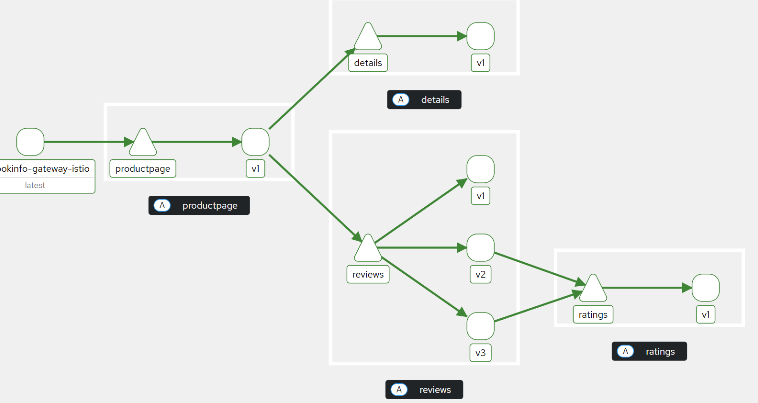 details
v1
A details
okinfo-gateway-istio
latest
productpage
v1
A productpage
v1
reviews
v2
v3
A reviews
ratings
v1
A ratings